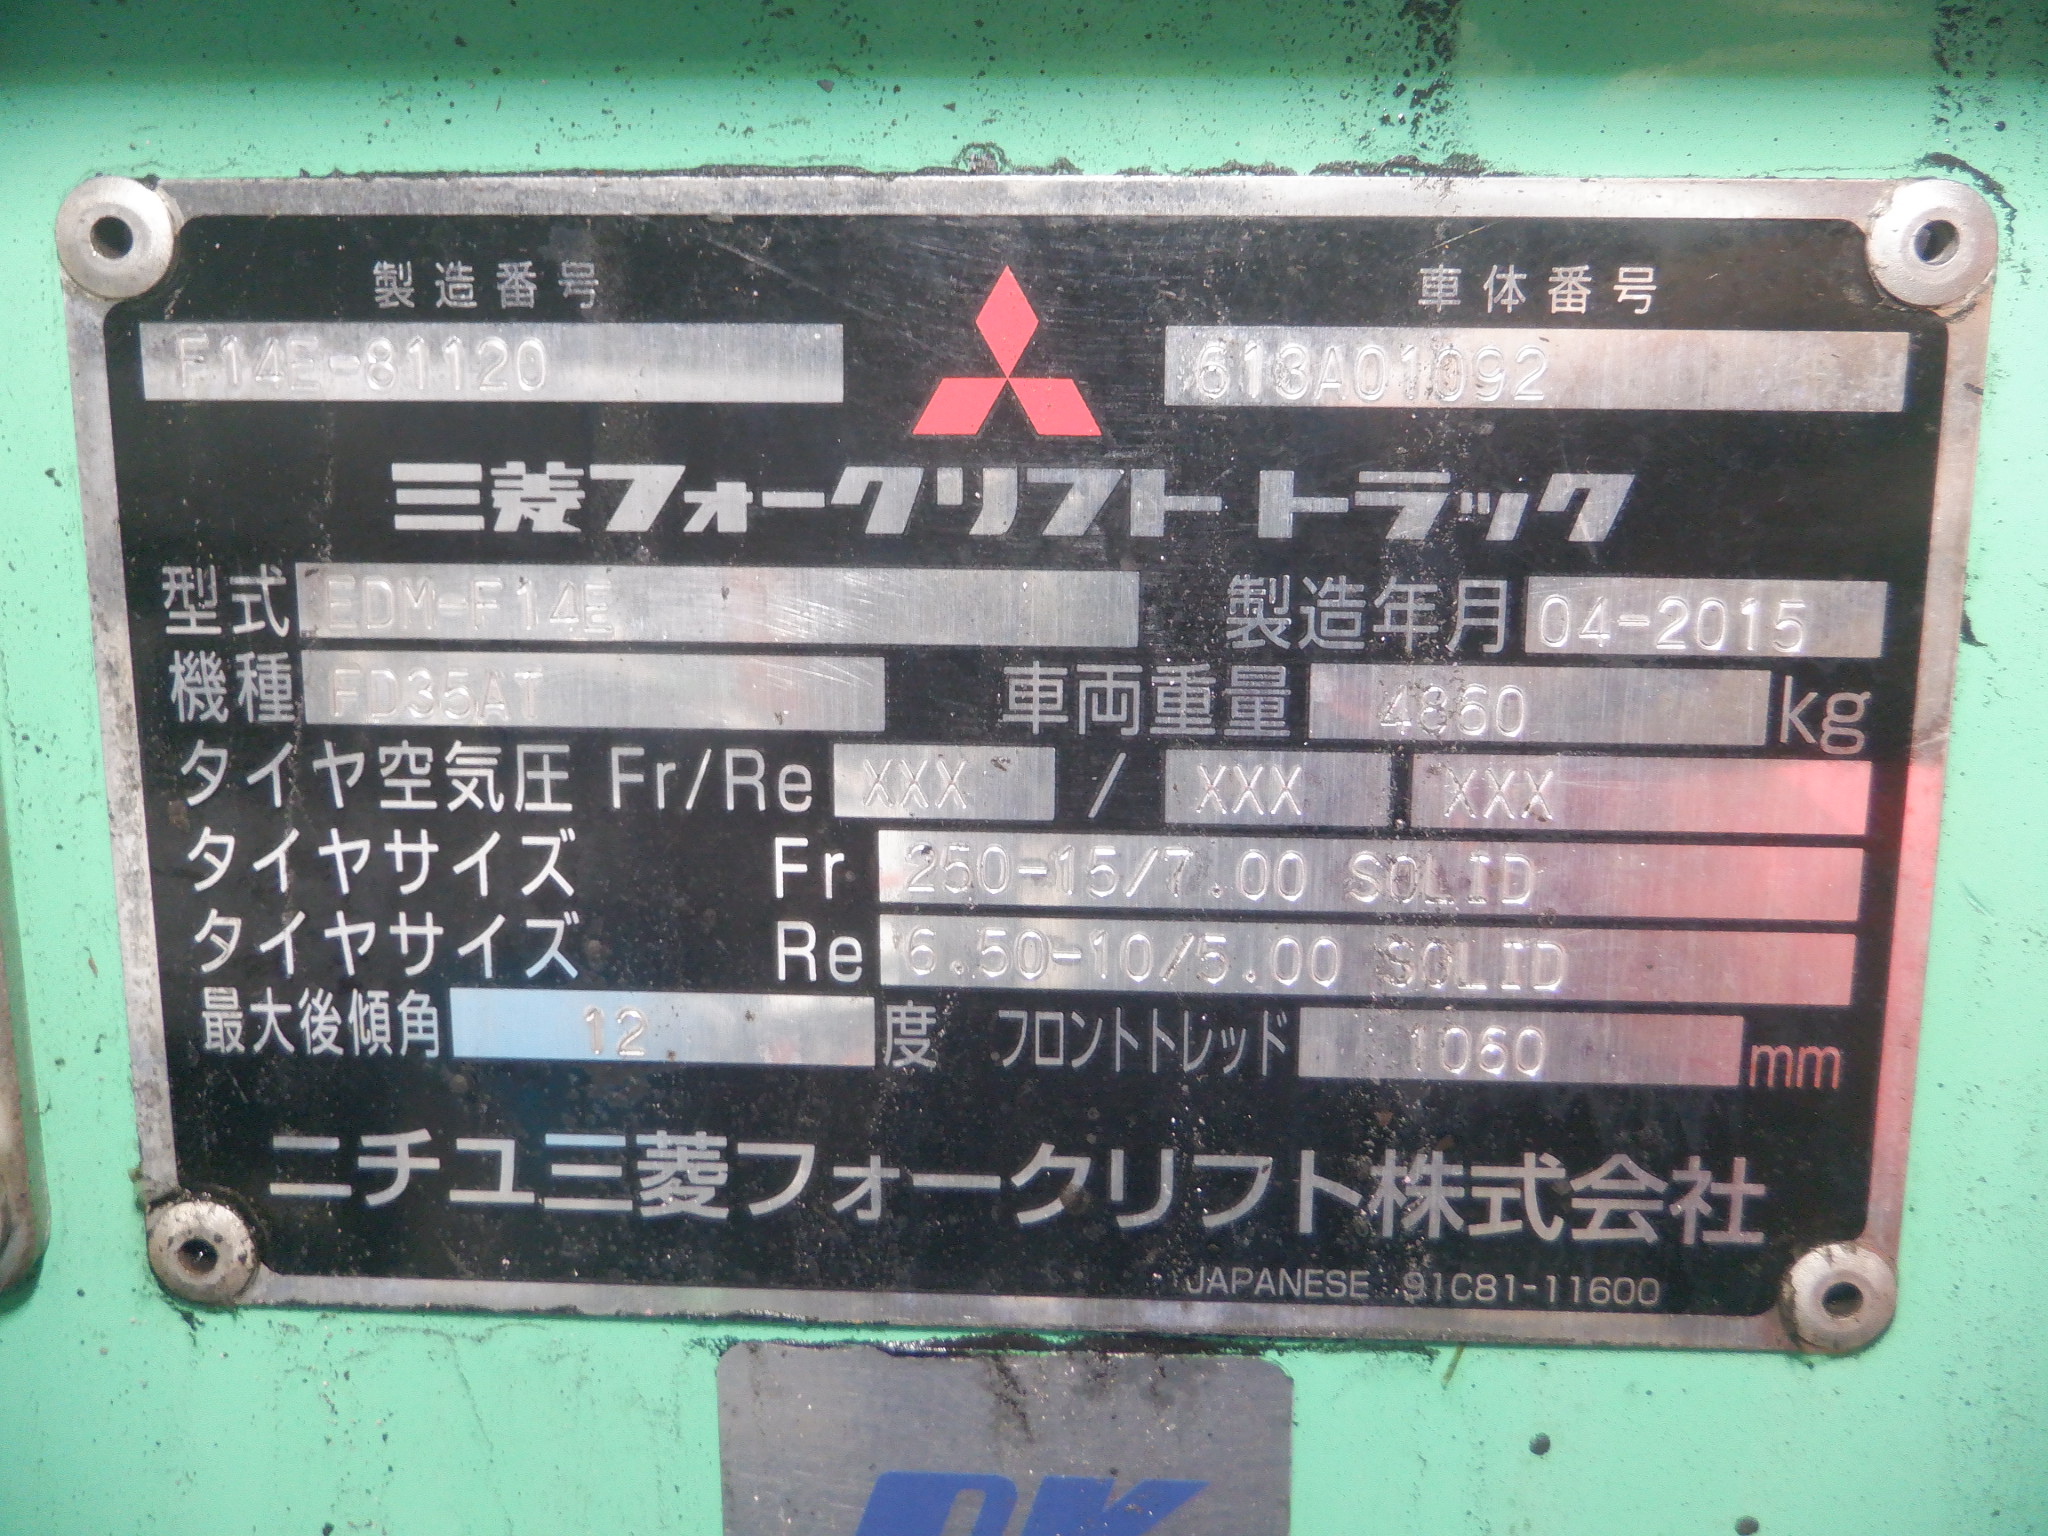 製造番号
車体番号
F14E-81120
613A01092
三菱フォークリフト トラック
型式 EDM-F14E 製造年月 04-2015
機種 FD35AT 車両重量 4860 kg
タイヤ空気圧 Fr/Re XXX / XXX XXX
タイヤサイズ Fr 250-15/7.00 SOLID
タイヤサイズ Re 6.50-10/5.00 SOLID
最大後傾角 12 度 フロントトレッド 1060 mm
ニチユ三菱フォークリフト株式会社
JAPANESE 91C81-11600